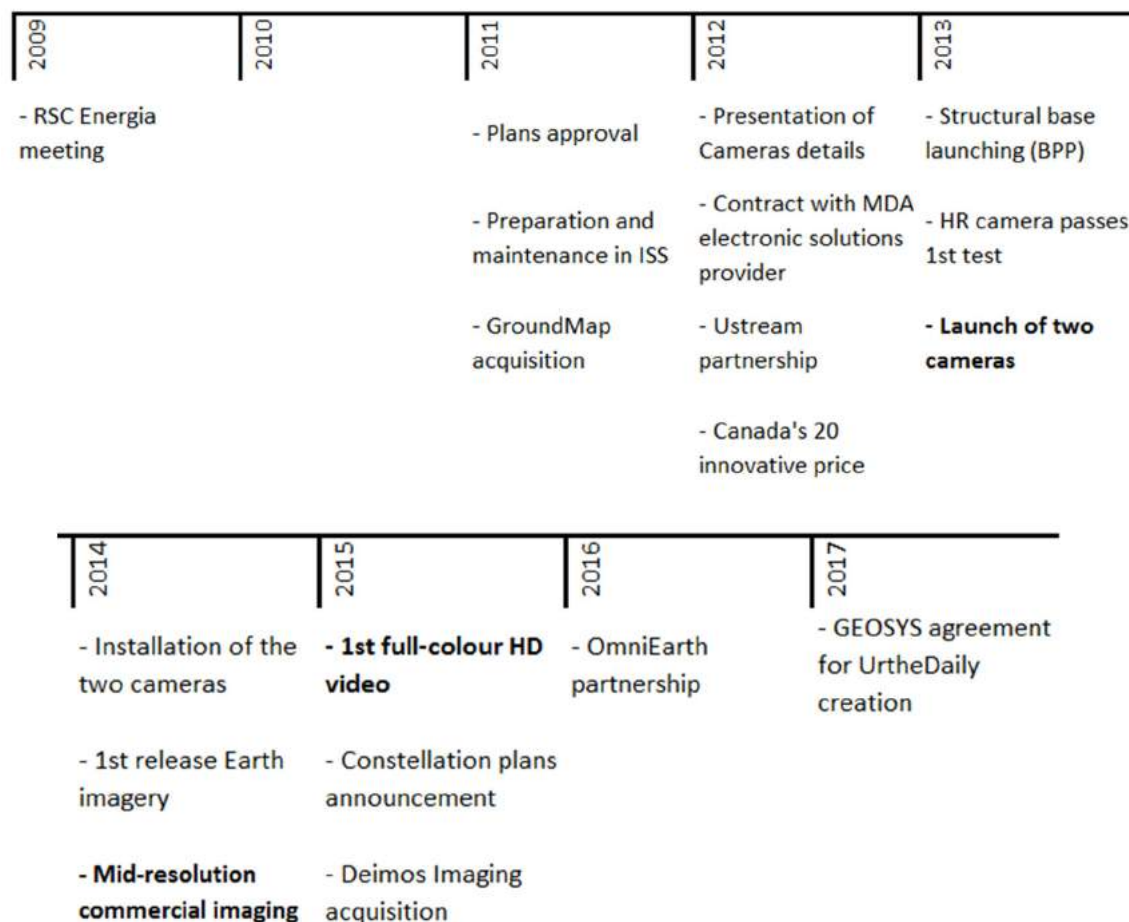 2009
- RSC Energia
meeting
2010
2011
- Plans approval
- Preparation and
maintenance in ISS
- GroundMap
acquisition
2012
- Presentation of
Cameras details
- Contract with MDA
electronic solutions
provider
- Ustream
partnership
- Canada's 20
innovative price
2013
- Structural base
launching (BPP)
- HR camera passes
1st test
- Launch of two
cameras
2014
- Installation of the
two cameras
- 1st release Earth
imagery
- Mid-resolution
commercial imaging
2015
- 1st full-colour HD
video
- Constellation plans
announcement
- Deimos Imaging
acquisition
2016
- OmniEarth
partnership
2017
- GEOSYS agreement
for UrtheDaily
creation